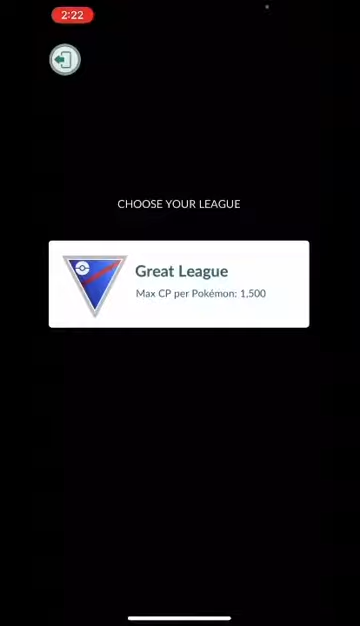 2:22
CHOOSE YOUR LEAGUE
Great League
Max CP per Pokémon: 1,500